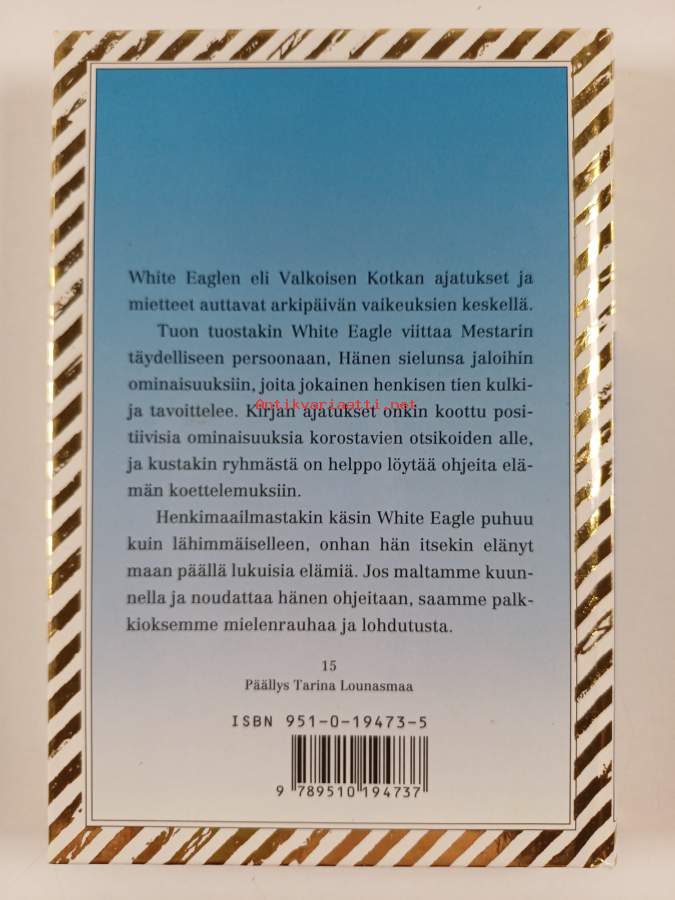 White Eaglen eli Valkoisen Kotkan ajatukset ja
mietteet auttavat arkipäivän vaikeuksien keskellä.
Tuon tuostakin White Eagle viittaa Mestarin
täydelliseen persoonaan, Hänen sielunsa jaloihin
ominaisuuksiin, joita jokainen henkisen tien kulki-
ja tavoittelee. Kirjan ajatukset onkin koottu posi-
Antikvariaatti.net
tiivisia ominaisuuksia korostavien otsikoiden alle,
ja kustakin ryhmästä on helppo löytää ohjeita elä-
män koettelemuksiin.
Henkimaailmastakin käsin White Eagle puhuu
kuin lähimmäiselleen, onhan hän itsekin elänyt
maan päällä lukuisia elämiä. Jos maltamme kuun-
nella ja noudattaa hänen ohjeitaan, saamme palk-
kioksemme mielenrauhaa ja lohdutusta.
15
Päällys Tarina Lounasmaa
ISBN 951-0-19473-5
9 789510 194737